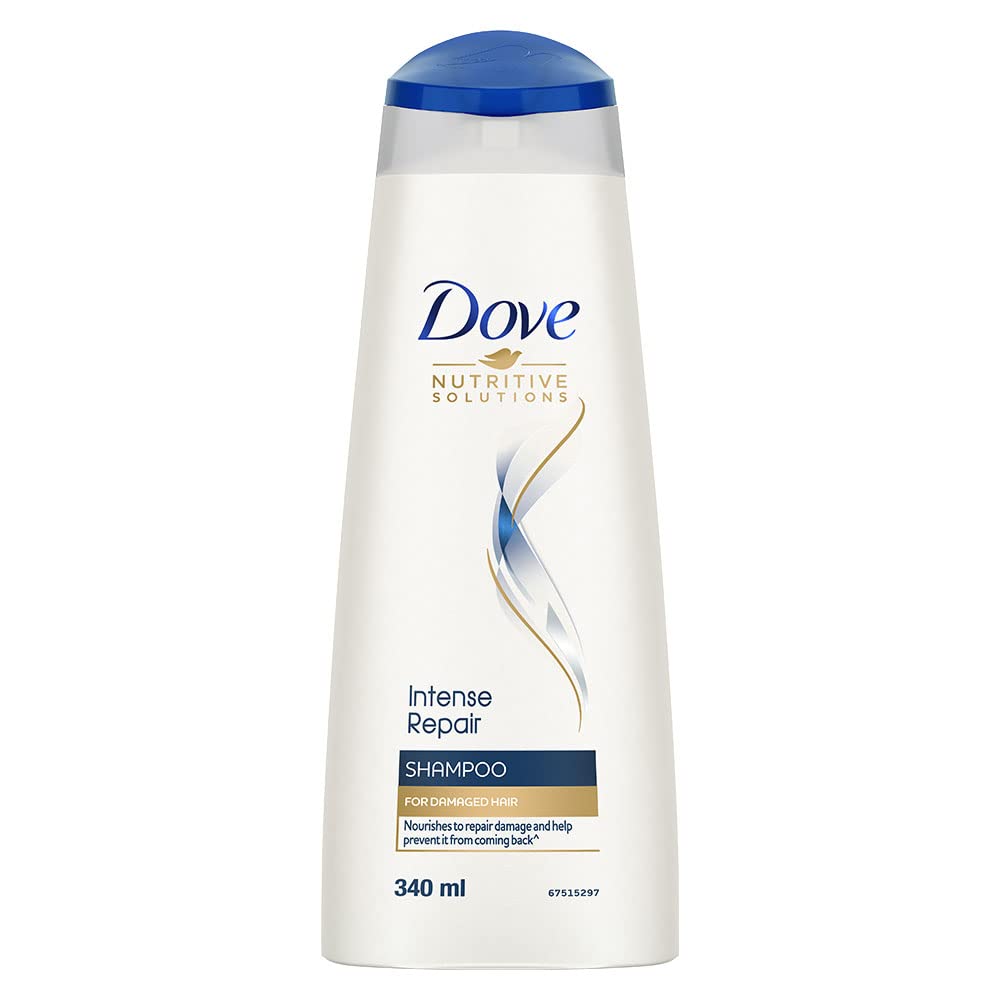 Dove
NUTRITIVE
SOLUTIONS
Intense
Repair
SHAMPOO
FOR DAMAGED HAIR
Nourishes to repair damage and help
prevent it from coming back^
340 ml
67515297